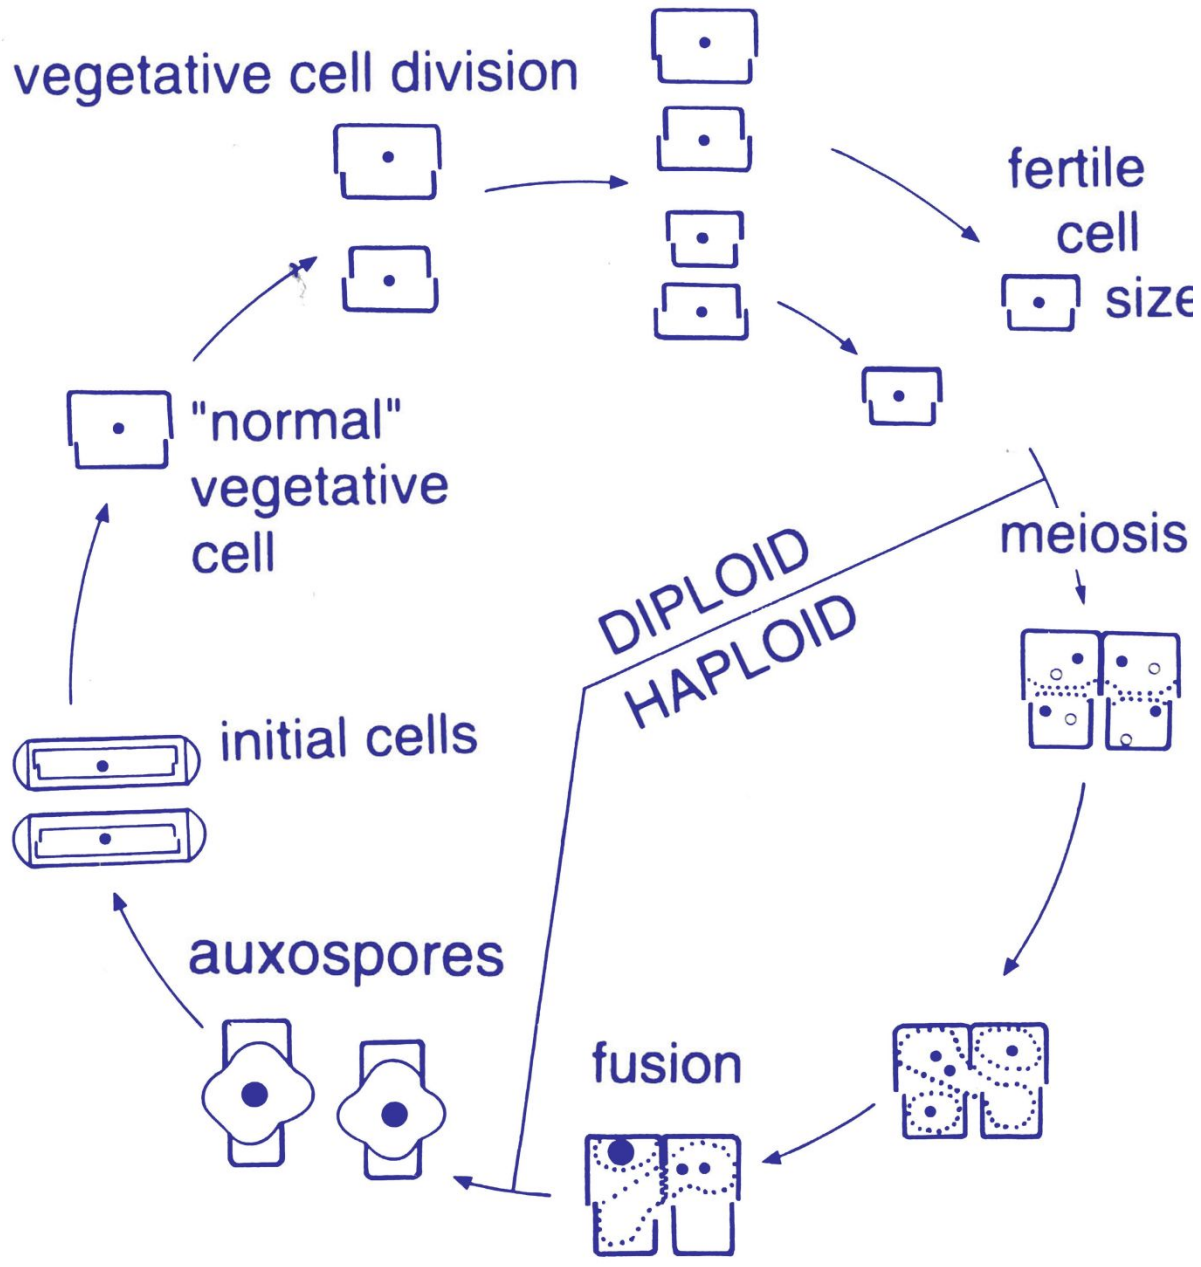 vegetative cell division
fertile
cell
size
"normal"
vegetative
cell
DIPLOID
HAPLOID
meiosis
initial cells
auxospores
fusion